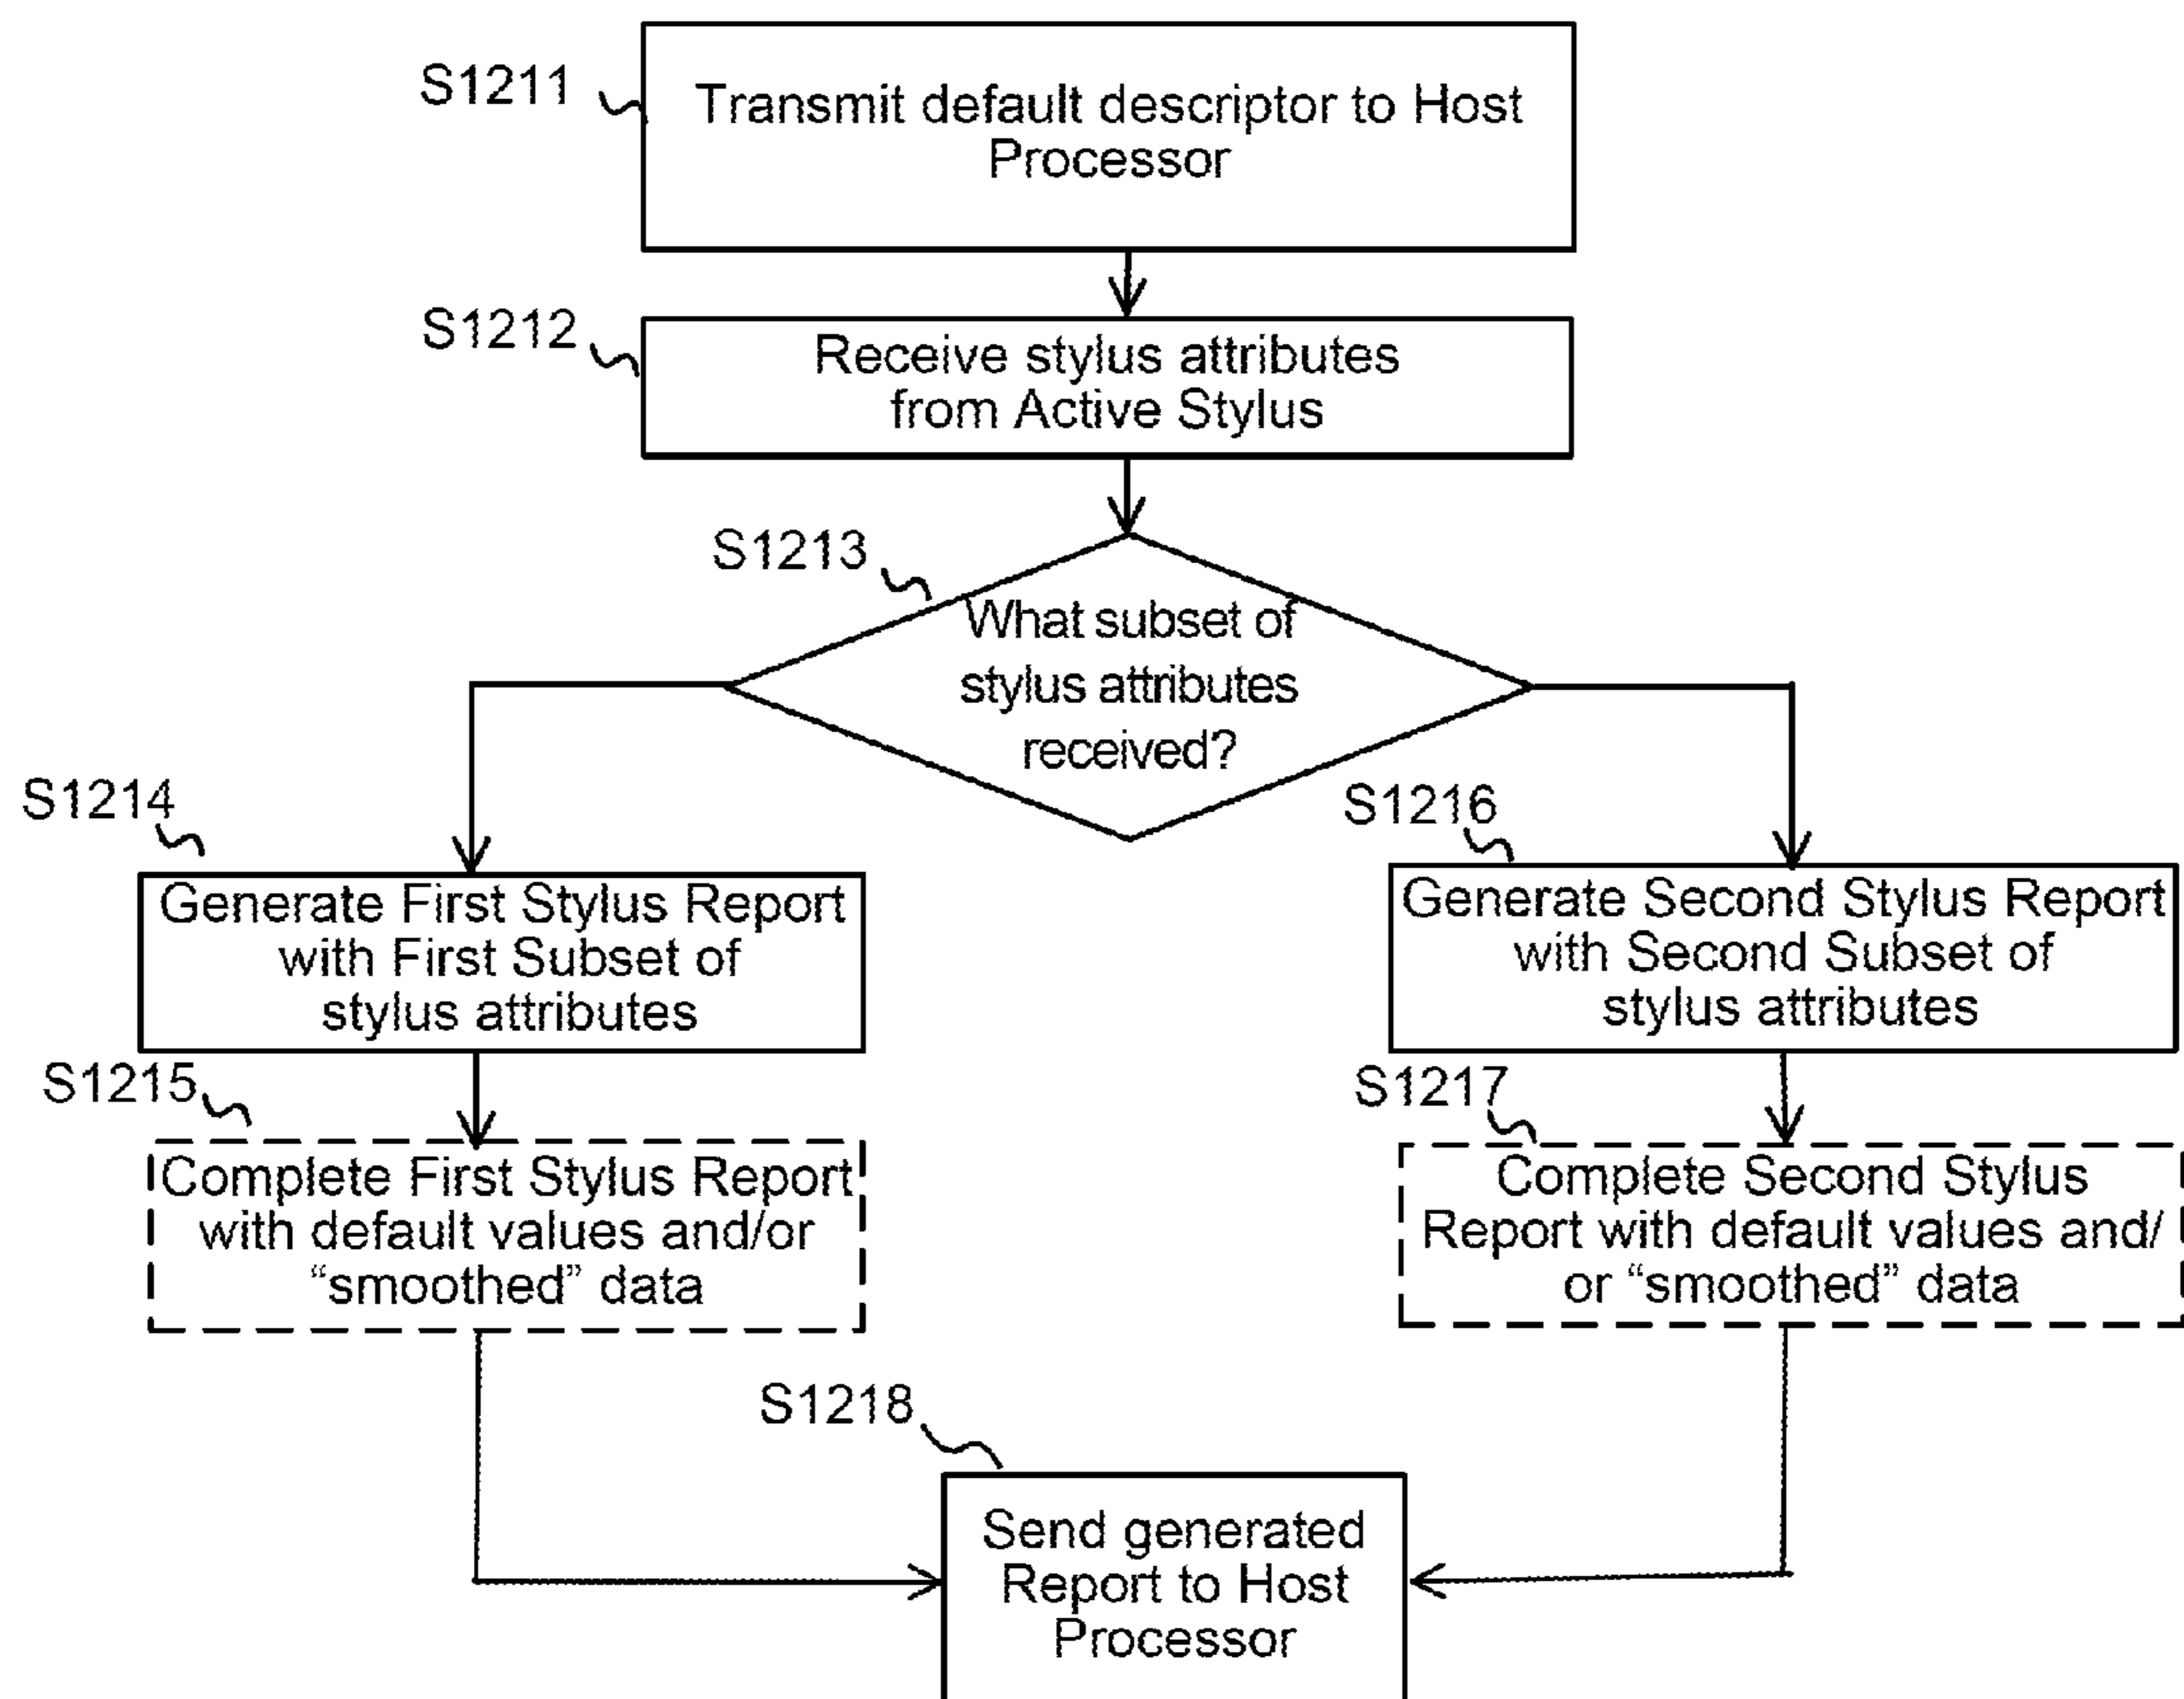 S1211
Transmit default descriptor to Host
Processor
S1212
Receive stylus attributes
from Active Stylus
S1213
What subset of
stylus attributes
received?
S1214
Generate First Stylus Report
with First Subset of
stylus attributes
S1216
Generate Second Stylus Report
with Second Subset of
stylus attributes
S1215
Complete First Stylus Report
with default values and/or
“smoothed” data
S1217
Complete Second Stylus
Report with default values and/
or “smoothed” data
S1218
Send generated
Report to Host
Processor